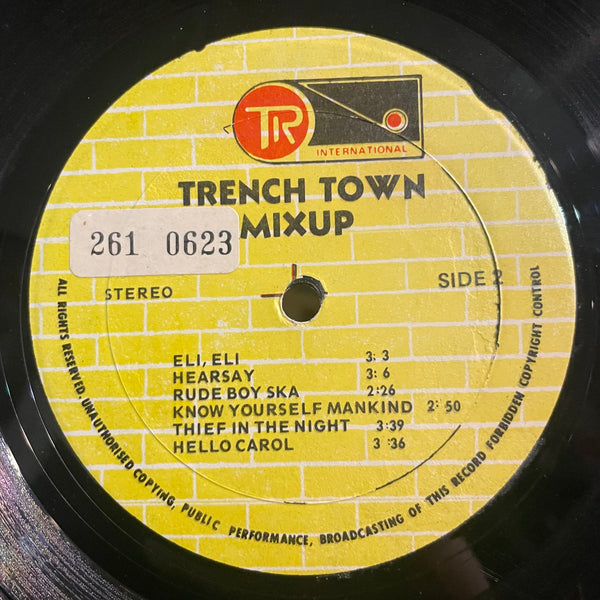 TR
INTERNATIONAL
TRENCH TOWN
MIXUP
261 0623
STEREO
SIDE 2
ELI, ELI 3: 3
HEARSAY 3: 6
RUDE BOY SKA 2:26
KNOW YOURSELF MANKIND 2: 50
THIEF IN THE NIGHT 3:39
HELLO CAROL 3 :36
ALL RIGHTS RESERVED. UNAUTHORISED COPYING, PUBLIC PERFORMANCE, BROADCASTING OF THIS RECORD FORBIDDEN COPYRIGHT CONTROL